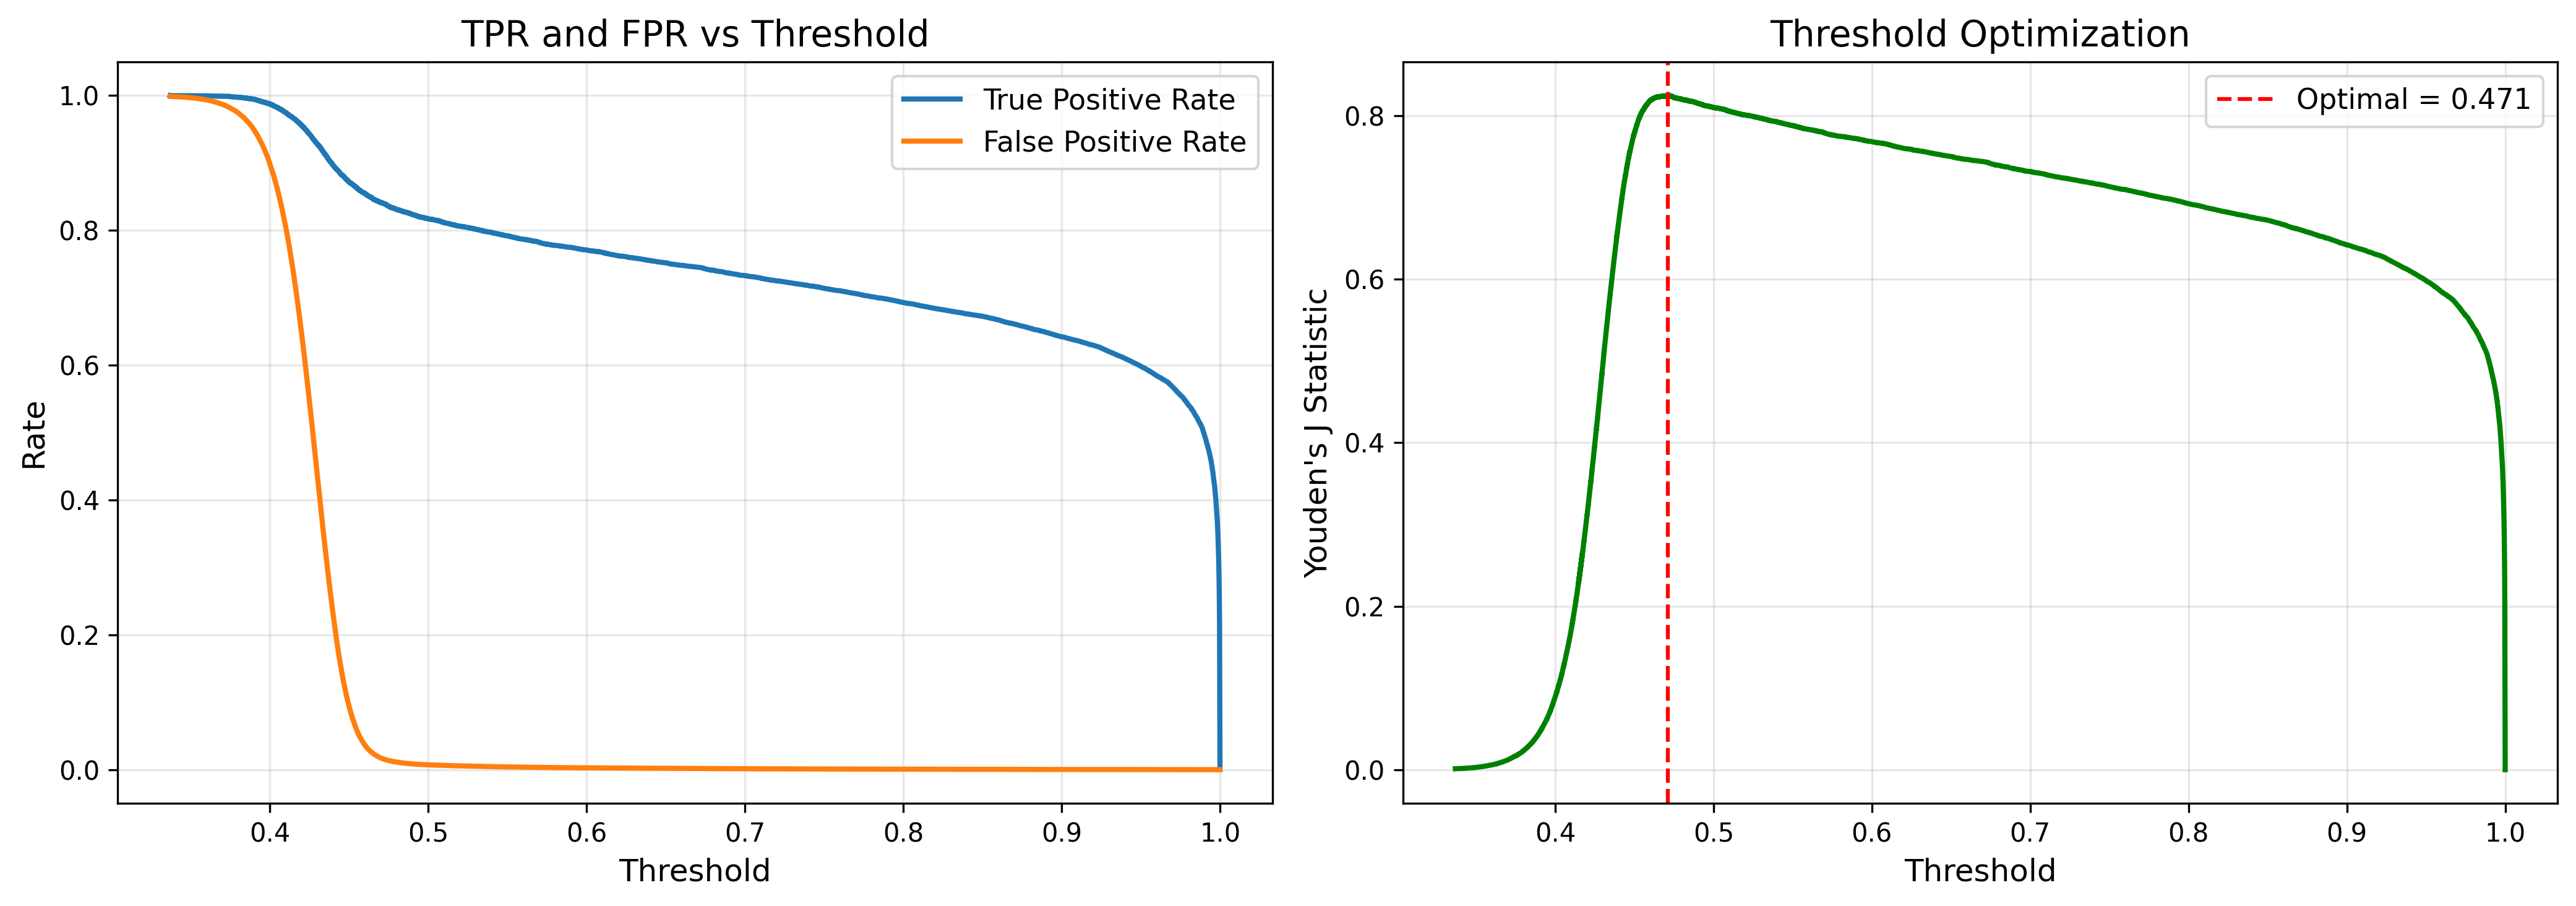 TPR and FPR vs Threshold
True Positive Rate
False Positive Rate
Rate
1.0
0.8
0.6
0.4
0.2
0.0
0.4 0.5 0.6 0.7 0.8 0.9 1.0
Threshold
Threshold Optimization
Optimal = 0.471
Youden's J Statistic
0.8
0.6
0.4
0.2
0.0
0.4 0.5 0.6 0.7 0.8 0.9 1.0
Threshold